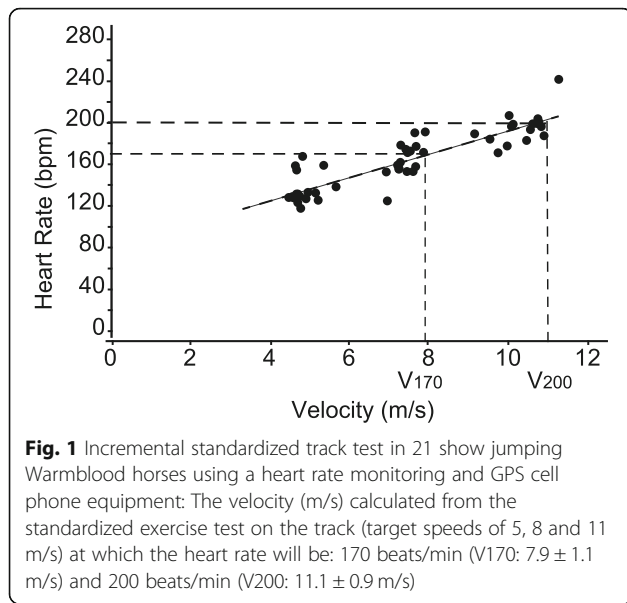 280
240
200
160
120
80
40
0
Heart Rate (bpm)
0 2 4 6 8 10 12
V170 V200
Velocity (m/s)
Fig. 1 Incremental standardized track test in 21 show jumping
Warmblood horses using a heart rate monitoring and GPS cell
phone equipment: The velocity (m/s) calculated from the
standardized exercise test on the track (target speeds of 5, 8 and 11
m/s) at which the heart rate will be: 170 beats/min (V170: 7.9 ± 1.1
m/s) and 200 beats/min (V200: 11.1 ± 0.9 m/s)